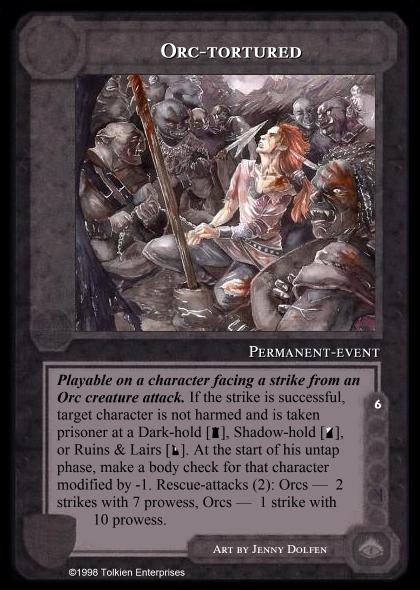 ORC-TORTURED
PERMANENT-EVENT
Playable on a character facing a strike from an
Orc creature attack. If the strike is successful,
target character is not harmed and is taken
prisoner at a Dark-hold [], Shadow-hold [],
or Ruins & Lairs []. At the start of his untap
phase, make a body check for that character
modified by -1. Rescue-attacks (2): Orcs — 2
strikes with 7 prowess, Orcs — 1 strike with
10 prowess.
6
ART BY JENNY DOLFEN
©1998 Tolkien Enterprises